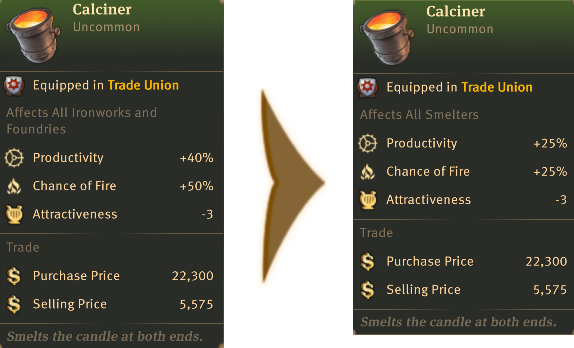 Calciner
Uncommon
Equipped in Trade Union
Affects All Ironworks and
Foundries
Productivity +40%
Chance of Fire +50%
Attractiveness -3
Trade
Purchase Price 22,300
Selling Price 5,575
Smelts the candle at both ends.
Calciner
Uncommon
Equipped in Trade Union
Affects All Smelters
Productivity +25%
Chance of Fire +25%
Attractiveness -3
Trade
Purchase Price 22,300
Selling Price 5,575
Smelts the candle at both ends.